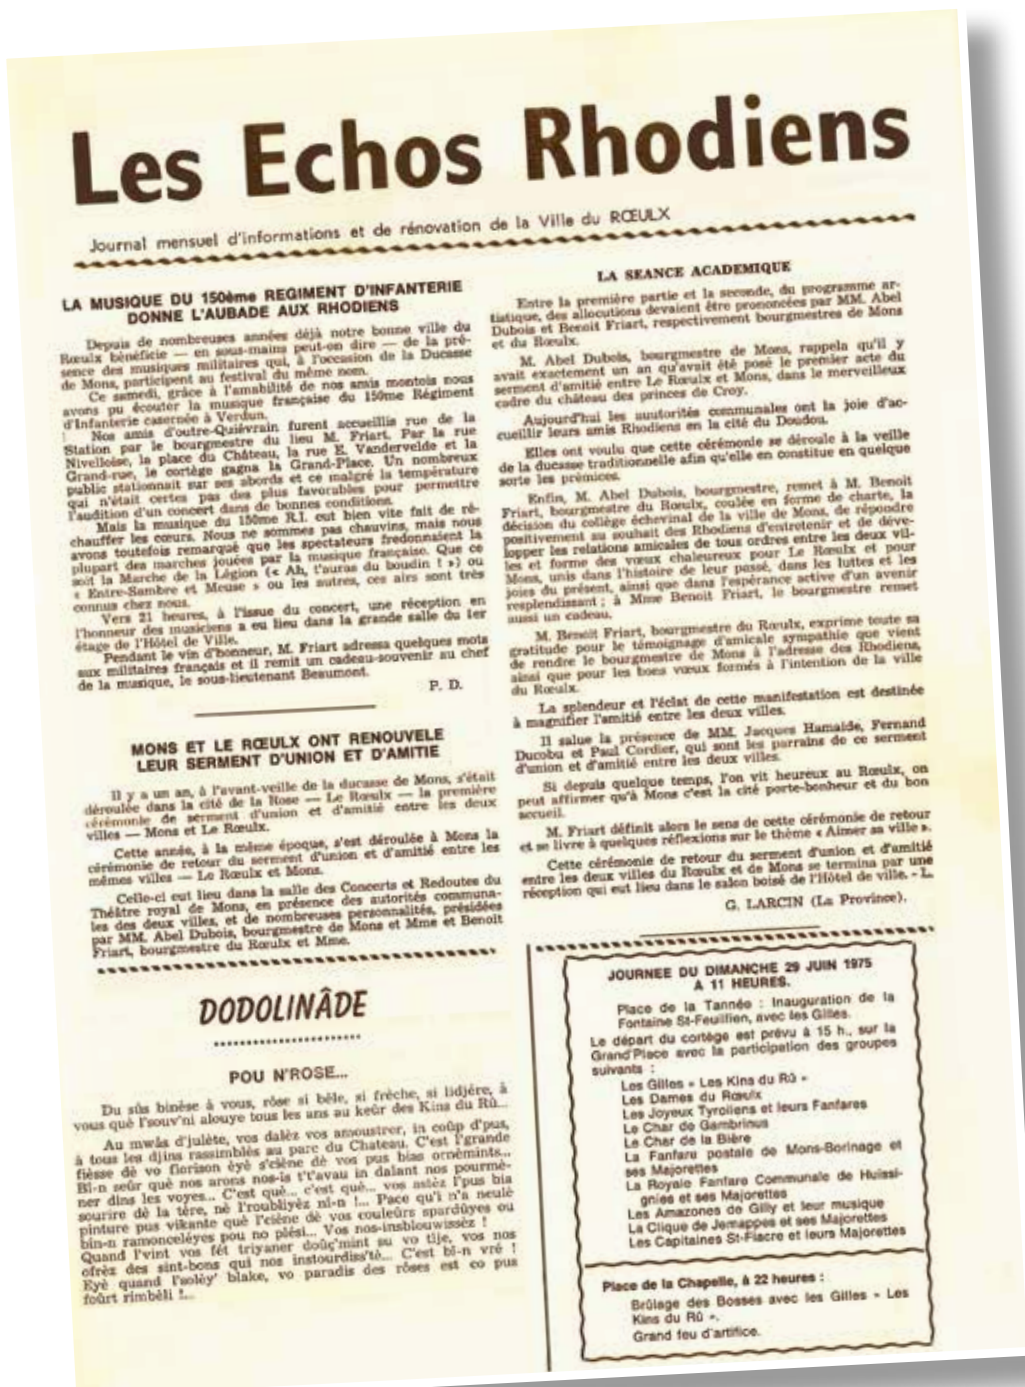 Les Echos Rhodiens
Journal mensuel d'informations et de rénovation de la Ville du RŒULX
LA MUSIQUE DU 150ème REGIMENT D'INFANTERIE
DONNE L'AUBADE AUX RHODIENS
Depuis de nombreuses années déjà notre bonne ville du
Rœulx bénéficie — en sous-mains peut-on dire — de la pré-
sence des musiques militaires qui, à l'occasion de la Ducasse
de Mons, participent au festival du même nom.
Ce samedi, grâce à l'amabilité de nos amis montois nous
avons pu écouter la musique française du 150me Régiment
d'Infanterie casernée à Verdun.
Nos amis d'outre-Quiévrain furent accueillis rue de la
Station par le bourgmestre du lieu M. Friart. Par la rue
Nivelloise, la place du Château, la rue E. Vandervelde et la
Grand-rue, le cortège gagna la Grand-Place. Un nombreux
public stationnait sur ses abords et ce malgré la température
qui n'était certes pas des plus favorables pour permettre
l'audition d'un concert dans de bonnes conditions.
Mais la musique du 150me R.I. eut bien vite fait de ré-
chauffer les cœurs. Nous ne sommes pas chauvins, mais nous
avons toutefois remarqué que les spectateurs fredonnaient la
plupart des marches jouées par la musique française. Que ce
soit la Marche de la Légion (« Ah, t'auras du boudin ! ») ou
« Entre-Sambre et Meuse » ou les autres, ces airs sont très
connus chez nous.
Vers 21 heures, à l'issue du concert, une réception en
l'honneur des musiciens a eu lieu dans la grande salle du 1er
étage de l'Hôtel de Ville.
Pendant le vin d'honneur, M. Friart adressa quelques mots
aux militaires français et il remit un cadeau-souvenir au chef
de la musique, le sous-lieutenant Beaumont.
P. D.
MONS ET LE RŒULX ONT RENOUVELE
LEUR SERMENT D'UNION ET D'AMITIE
Il y a un an, à l'avant-veille de la ducasse de Mons, s'était
déroulée dans la cité de la Rose — Le Rœulx — la première
cérémonie de serment d'union et d'amitié entre les deux
villes — Mons et Le Rœulx.
Cette année, à la même époque, s'est déroulée à Mons la
cérémonie de retour du serment d'union et d'amitié entre les
mêmes villes — Le Rœulx et Mons.
Celle-ci eut lieu dans la salle des Concerts et Redoutes du
Théâtre royal de Mons, en présence des autorités communa-
les des deux villes, et de nombreuses personnalités, présidées
par MM. Abel Dubois, bourgmestre de Mons et Mme et Benoit
Friart, bourgmestre du Rœulx et Mme.
LA SEANCE ACADEMIQUE
Entre la première partie et la seconde, du programme ar-
tistique, des allocutions devaient être prononcées par MM. Abel
Dubois et Benoit Friart, respectivement bourgmestres de Mons
et du Rœulx.
M. Abel Dubois, bourgmestre de Mons, rappela qu'il y
avait exactement un an qu'avait été posé le premier acte du
serment d'amitié entre Le Rœulx et Mons, dans le merveilleux
cadre du château des princes de Croy.
Aujourd'hui les auutorités communales ont la joie d'ac-
cueillir leurs amis Rhodiens en la cité du Doudou.
Elles ont voulu que cette cérémonie se déroule à la veille
de la ducasse traditionnelle afin qu'elle en constitue en quelque
sorte les prémices.
Enfin, M. Abel Dubois, bourgmestre, remet à M. Benoit
Friart, bourgmestre du Rœulx, coulée en forme de charte, la
décision du collège échevinal de la ville de Mons, de répondre
positivement au souhait des Rhodiens d'entretenir et de déve-
lopper les relations amicales de tous ordres entre les deux vil-
les et forme des vœux chaleureux pour Le Rœulx et pour
Mons, unis dans l'histoire de leur passé, dans les luttes et les
joies du présent, ainsi que dans l'espérance active d'un avenir
resplendissant ; à Mme Benoit Friart, le bourgmestre remet
aussi un cadeau.
M. Benoit Friart, bourgmestre du Rœulx, exprime toute sa
gratitude pour le témoignage d'amicale sympathie que vient
de rendre le bourgmestre de Mons à l'adresse des Rhodiens,
ainsi que pour les bons vœux formés à l'intention de la ville
du Rœulx.
La splendeur et l'éclat de cette manifestation est destinée
à magnifier l'amitié entre les deux villes.
Il salue la présence de MM. Jacques Hamaide, Fernand
Ducobu et Paul Cordier, qui sont les parrains de ce serment
d'union et d'amitié entre les deux villes.
Si depuis quelque temps, l'on vit heureux au Rœulx, on
peut affirmer qu'à Mons c'est la cité porte-bonheur et du bon
accueil.
M. Friart définit alors le sens de cette cérémonie de retour
et se livre à quelques réflexions sur le thème « Aimer sa ville ».
Cette cérémonie de retour du serment d'union et d'amitié
entre les deux villes du Rœulx et de Mons se termina par une
réception qui eut lieu dans le salon boisé de l'Hôtel de ville. - L.
G. LARCIN (La Province).
DODOLINÂDE
POU N'ROSE...
Du sûs binèse à vous, rôse si bèle, si frèche, si lidjére, à
vous què l'souv'ni alouye tous les ans au keûr des Kins du Rû...
Au mwâs d'julète, vos dalèz vos amoustrer, in coûp d'pus,
à tous les djins rassimblès au parc du Chateau. C'est l'grande
fièsse dè vo florison èyè s'ciène dè vos pus bias ornèmints...
Bî-n seûr què nos arons nos-is t't'avau in dalant nos pourmè-
ner dins les voyes... C'est què... c'est què... vos astèz l'pus bia
sourire dè la tère, nè l'roubliyèz ni-n !... Pace qu'i n'a neulè
pinture pus vikante què l'ciène dè vos couleûrs spardûyes ou
bin-n ramonceléyes pou no plési... Vos nos-insblouwissèz !
Quand l'vint vos fét triyaner doûç'mint su vo tije, vos nos
ofrèz des sint-bons qui nos instourdiss'tè... C'est bî-n vré !
Eyè quand l'solèy' blake, vo paradis des rôses est co pus
foûrt rimbèli !...
JOURNEE DU DIMANCHE 29 JUIN 1975
A 11 HEURES.
Place de la Tannée : Inauguration de la
Fontaine St-Feuillien, avec les Gilles.
Le départ du cortège est prévu à 15 h., sur la
Grand'Place avec la participation des groupes
suivants :
Les Gilles « Les Kins du Rû »
Les Dames du Rœulx
Les Joyeux Tyroliens et leurs Fanfares
Le Char de Gambrinus
Le Char de la Bière
La Fanfare postale de Mons-Borinage et
ses Majorettes
La Royale Fanfare Communale de Huissi-
gnies et ses Majorettes
Les Amazones de Gilly et leur musique
La Clique de Jemappes et ses Majorettes
Les Capitaines St-Fiacre et leurs Majorettes
Place de la Chapelle, à 22 heures :
Brûlage des Bosses avec les Gilles « Les
Kins du Rû ».
Grand feu d'artifice.